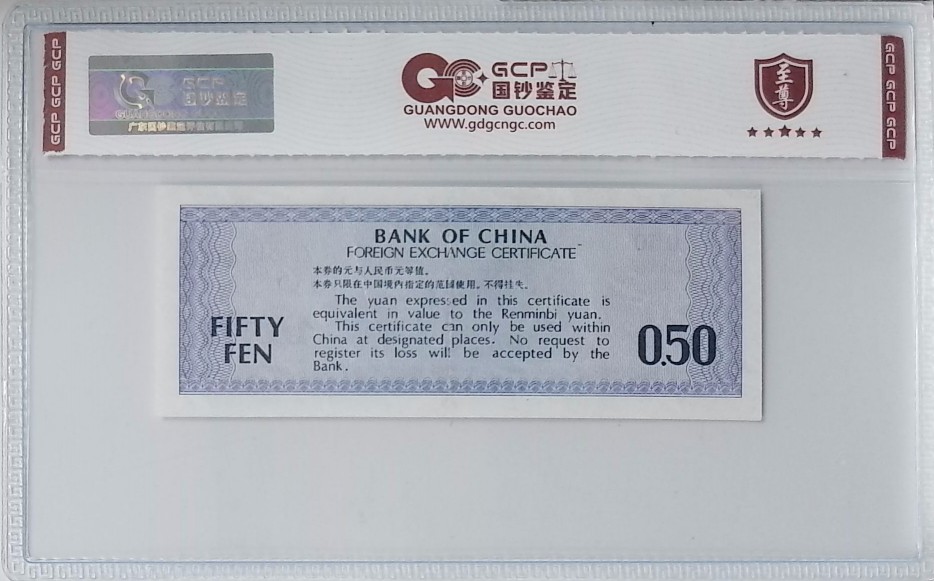 GCP GCP GCP
GCP
国钞鉴定
GCP
国钞鉴定
GUANGDONG GUOCHAO
WWW.gdgcngc.com
至尊
GCP GCP GCP
BANK OF CHINA
FOREIGN EXCHANGE CERTIFICATE
本券的元与人民币元等值。
本券只限在中国境内指定的范围使用。不得挂失。
The yuan expressed in this certificate is
equivalent in value to the Renminbi yuan.
This certificate can only be used within
China at designated places. No request to
register its loss will be accepted by the
Bank.
FIFTY
FEN
0.50